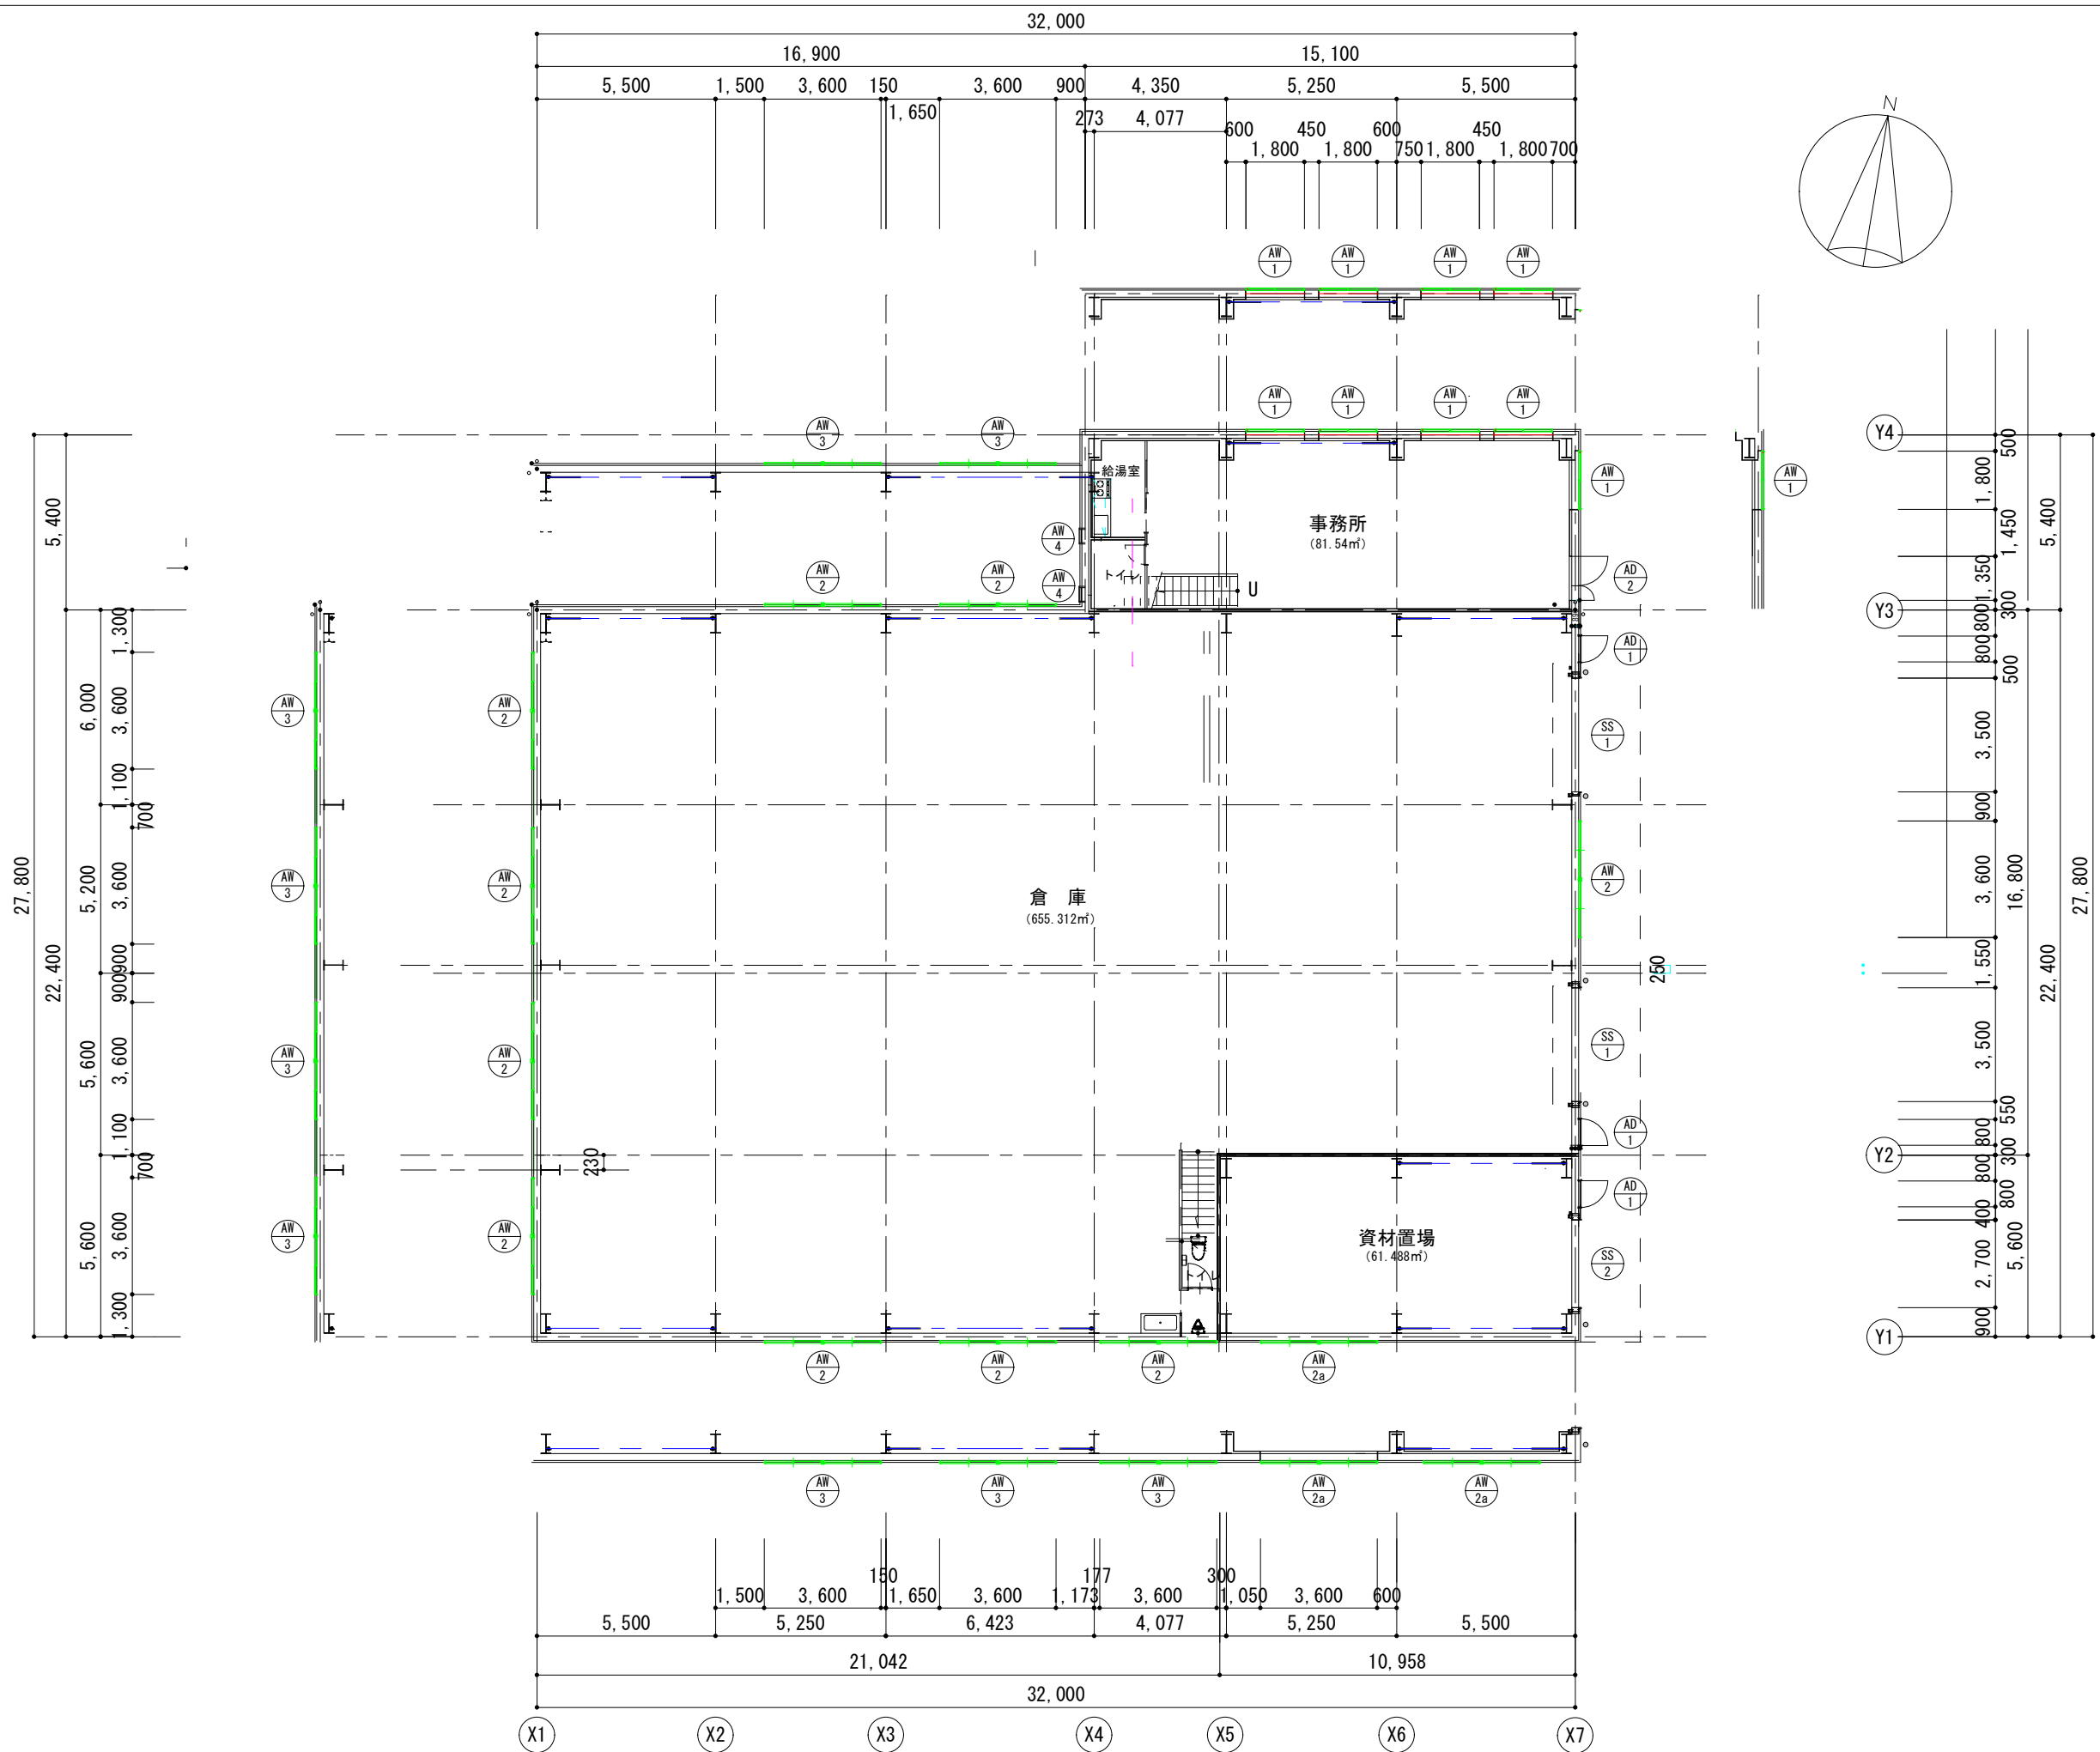 32,000
16,900 15,100
5,500 1,500 3,600 150 3,600 900 4,350 5,250 5,500
1,650
273 4,077
600 450 600 450
1,800 1,800 750 1,800 1,800 700
N
AW 1 AW 1 AW 1 AW 1
AW 1 AW 1 AW 1 AW 1
AW 3 AW 3
給湯室
事務所
(81.54㎡)
AW 1
AW 1
AW 4
AW 4
AW 2 AW 2
トイレ
U
AD 2
AD 1
Y4
Y3
Y2
Y1
AW 3 AW 2
SS 1
AW 3 AW 2
AW 2
倉 庫
(655.312㎡)
250
AW 3 AW 2
SS 1
AD 1
230
AD 1
AW 3 AW 2
資材置場
(61.488㎡)
SS 2
トイレ
AW 2 AW 2 AW 2 AW 2a
AW 3 AW 3 AW 3 AW 2a AW 2a
27,800
5,400
22,400
6,000
5,200
5,600
5,600
1,300
3,600
1,100
700
3,600
900
900
3,600
1,100
700
3,600
1,300
500
1,800
1,450
1,350
300
800
800
500
3,500
900
3,600
1,550
3,500
550
800
300
800
800
400
2,700
900
5,400
16,800
5,600
22,400
27,800
150 177 300
1,500 3,600 1,650 3,600 1,173 3,600 1,050 3,600 600
5,500 5,250 6,423 4,077 5,250 5,500
21,042 10,958
32,000
X1 X2 X3 X4 X5 X6 X7